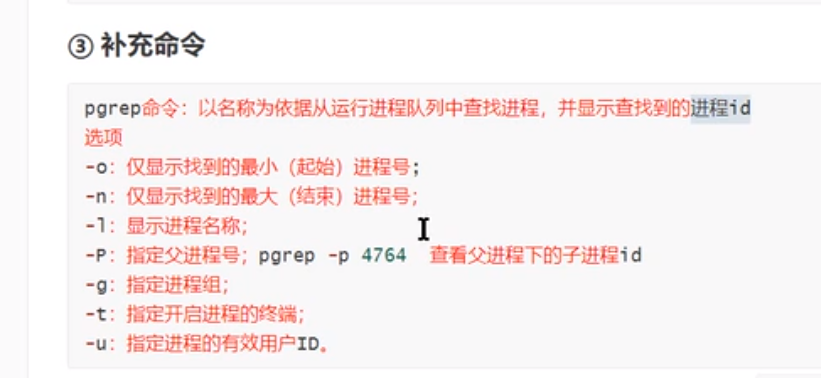 ③ 补充命令
pgrep命令：以名称为依据从运行进程队列中查找进程，并显示查找到的进程id
选项
-o：仅显示找到的最小（起始）进程号;
-n：仅显示找到的最大（结束）进程号；
-l：显示进程名称；
-P：指定父进程号；pgrep -p 4764  查看父进程下的子进程id
-g：指定进程组；
-t：指定开启进程的终端；
-u：指定进程的有效用户ID。